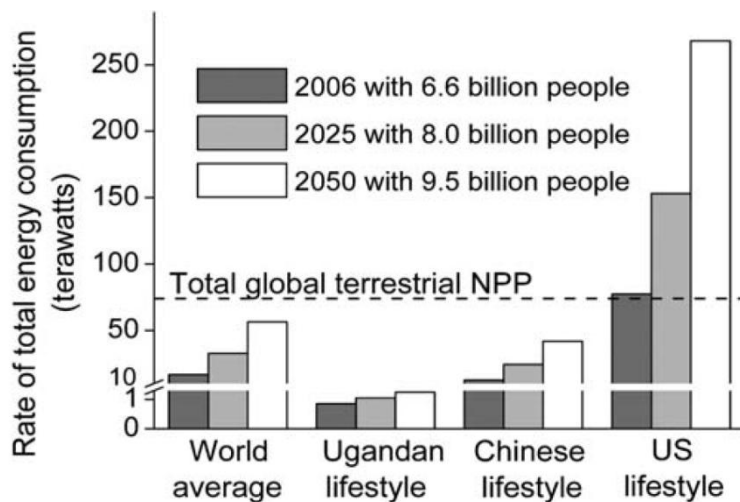 Rate of total energy consumption
(terawatts)
250
200
150
100
50
10
1
0
2006 with 6.6 billion people
2025 with 8.0 billion people
2050 with 9.5 billion people
Total global terrestrial NPP
World average
Ugandan lifestyle
Chinese lifestyle
US lifestyle